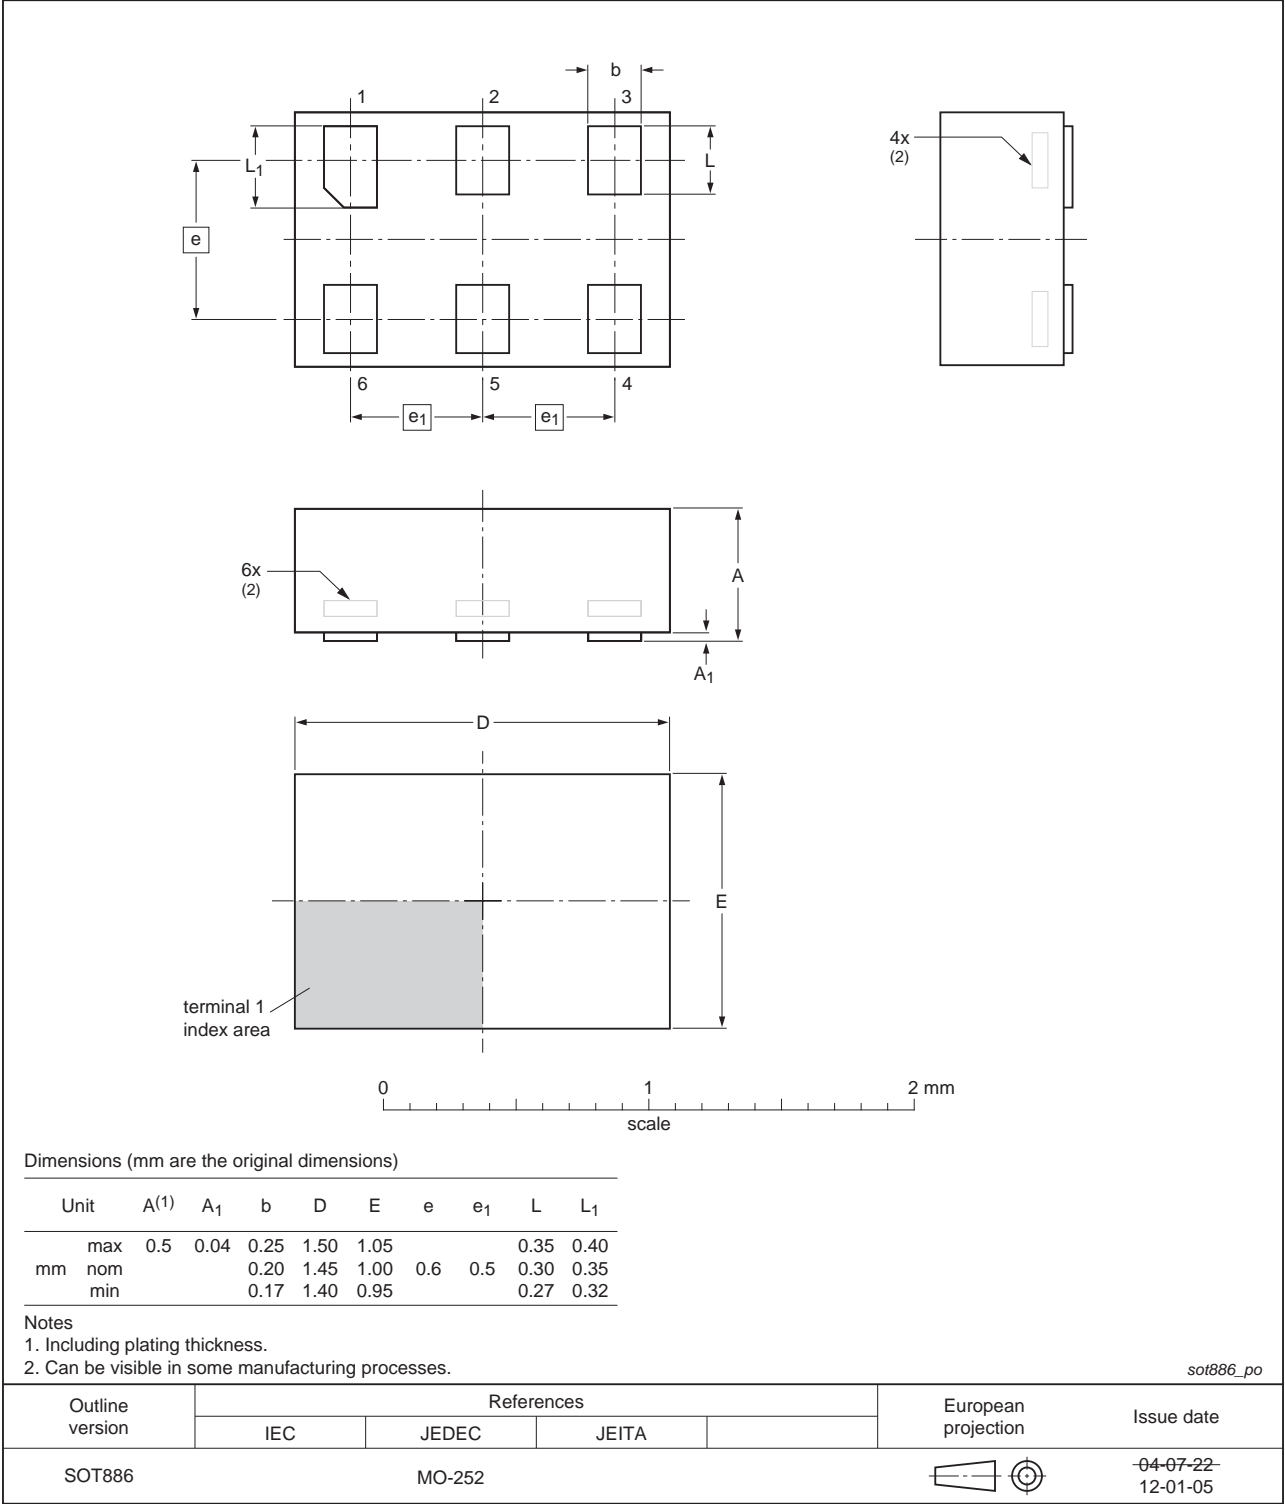 b
1 2 3
L1
L
4x
(2)
e
6 5 4
e1 e1
6x
(2)
A
A1
D
E
terminal 1
index area
0 1 2 mm
scale
Dimensions (mm are the original dimensions)
Unit A(1) A1 b D E e e1 L L1
max 0.5 0.04 0.25 1.50 1.05 0.35 0.40
mm nom 0.20 1.45 1.00 0.6 0.5 0.30 0.35
min 0.17 1.40 0.95 0.27 0.32
Notes
1. Including plating thickness.
2. Can be visible in some manufacturing processes.
sot886_po
Outline
version
References
IEC JEDEC JEITA
European
projection
Issue date
SOT886 MO-252
04-07-22
12-01-05